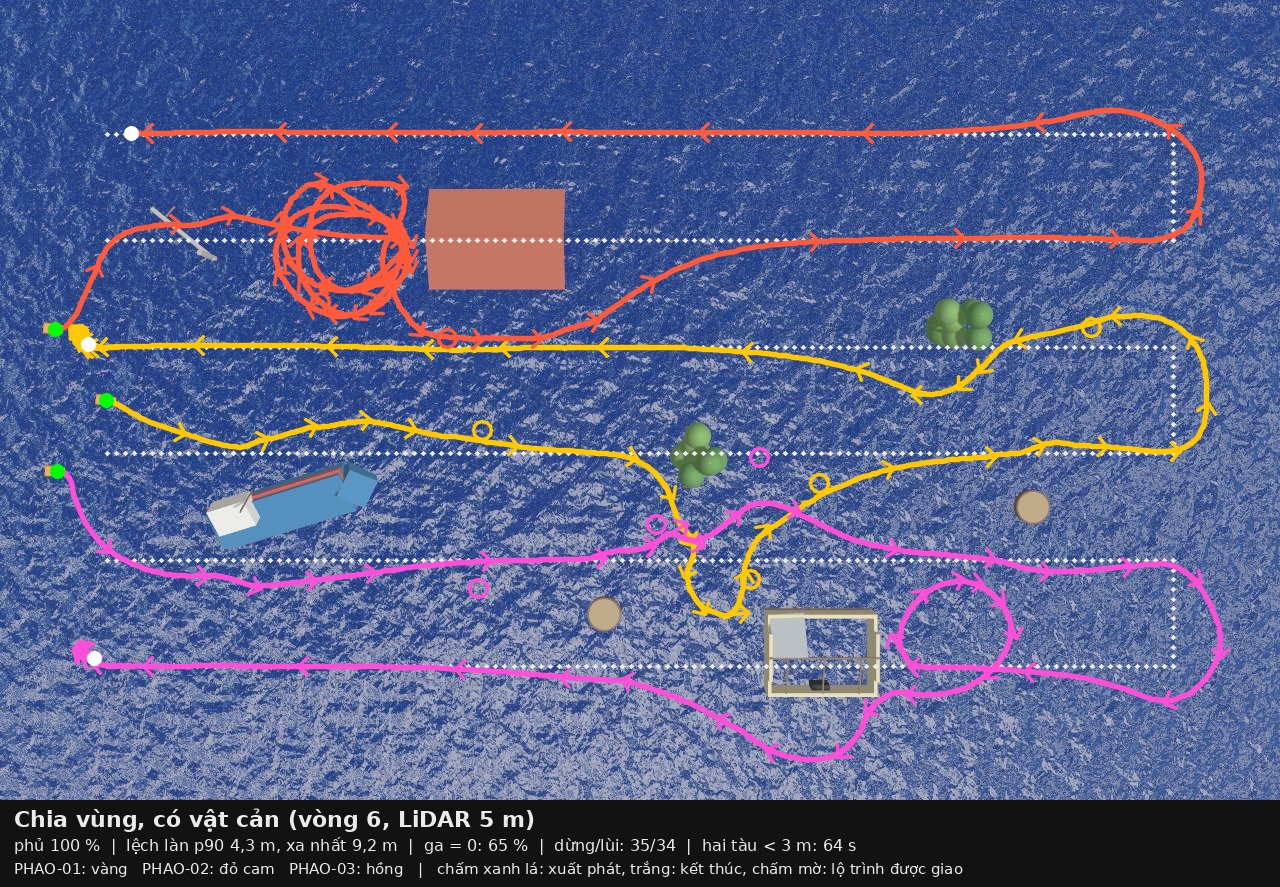 Chia vùng, có vật cản (vòng 6, LiDAR 5 m)
phủ 100 % | lệch làn p90 4,3 m, xa nhất 9,2 m | ga = 0: 65 % | dừng/lùi: 35/34 | hai tàu < 3 m: 64 s
PHAO-01: vàng PHAO-02: đỏ cam PHAO-03: hồng | chấm xanh lá: xuất phát, trắng: kết thúc, chấm mờ: lộ trình được giao